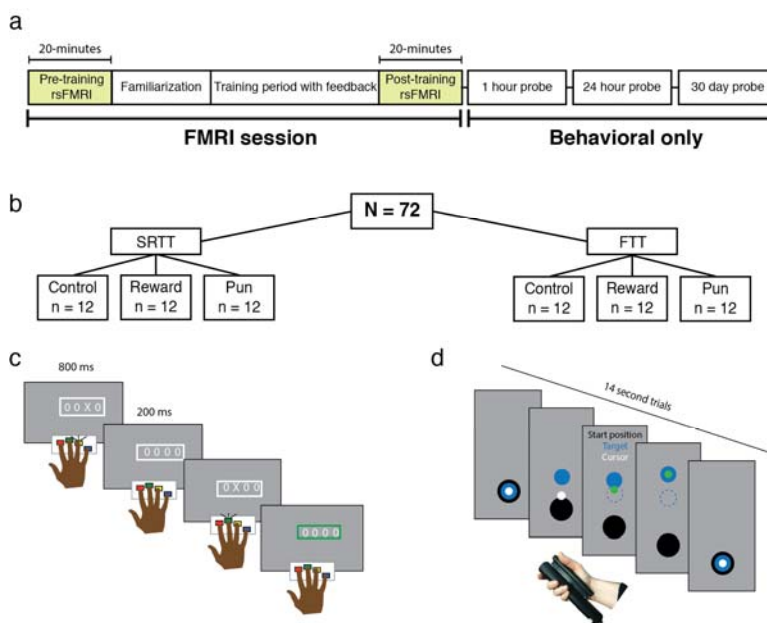 a
20-minutes
20-minutes
Pre-training
rsFMRI
Familiarization
Training period with feedback
Post-training
rsFMRI
1 hour probe
24 hour probe
30 day probe
FMRI session
Behavioral only
b
N = 72
SRTT
FTT
Control
n = 12
Reward
n = 12
Pun
n = 12
Control
n = 12
Reward
n = 12
Pun
n = 12
c
800 ms
0 0 X 0
200 ms
0 0 0 0
0 X 0 0
0 0 0 0
d
14 second trials
Start position
Target
Cursor